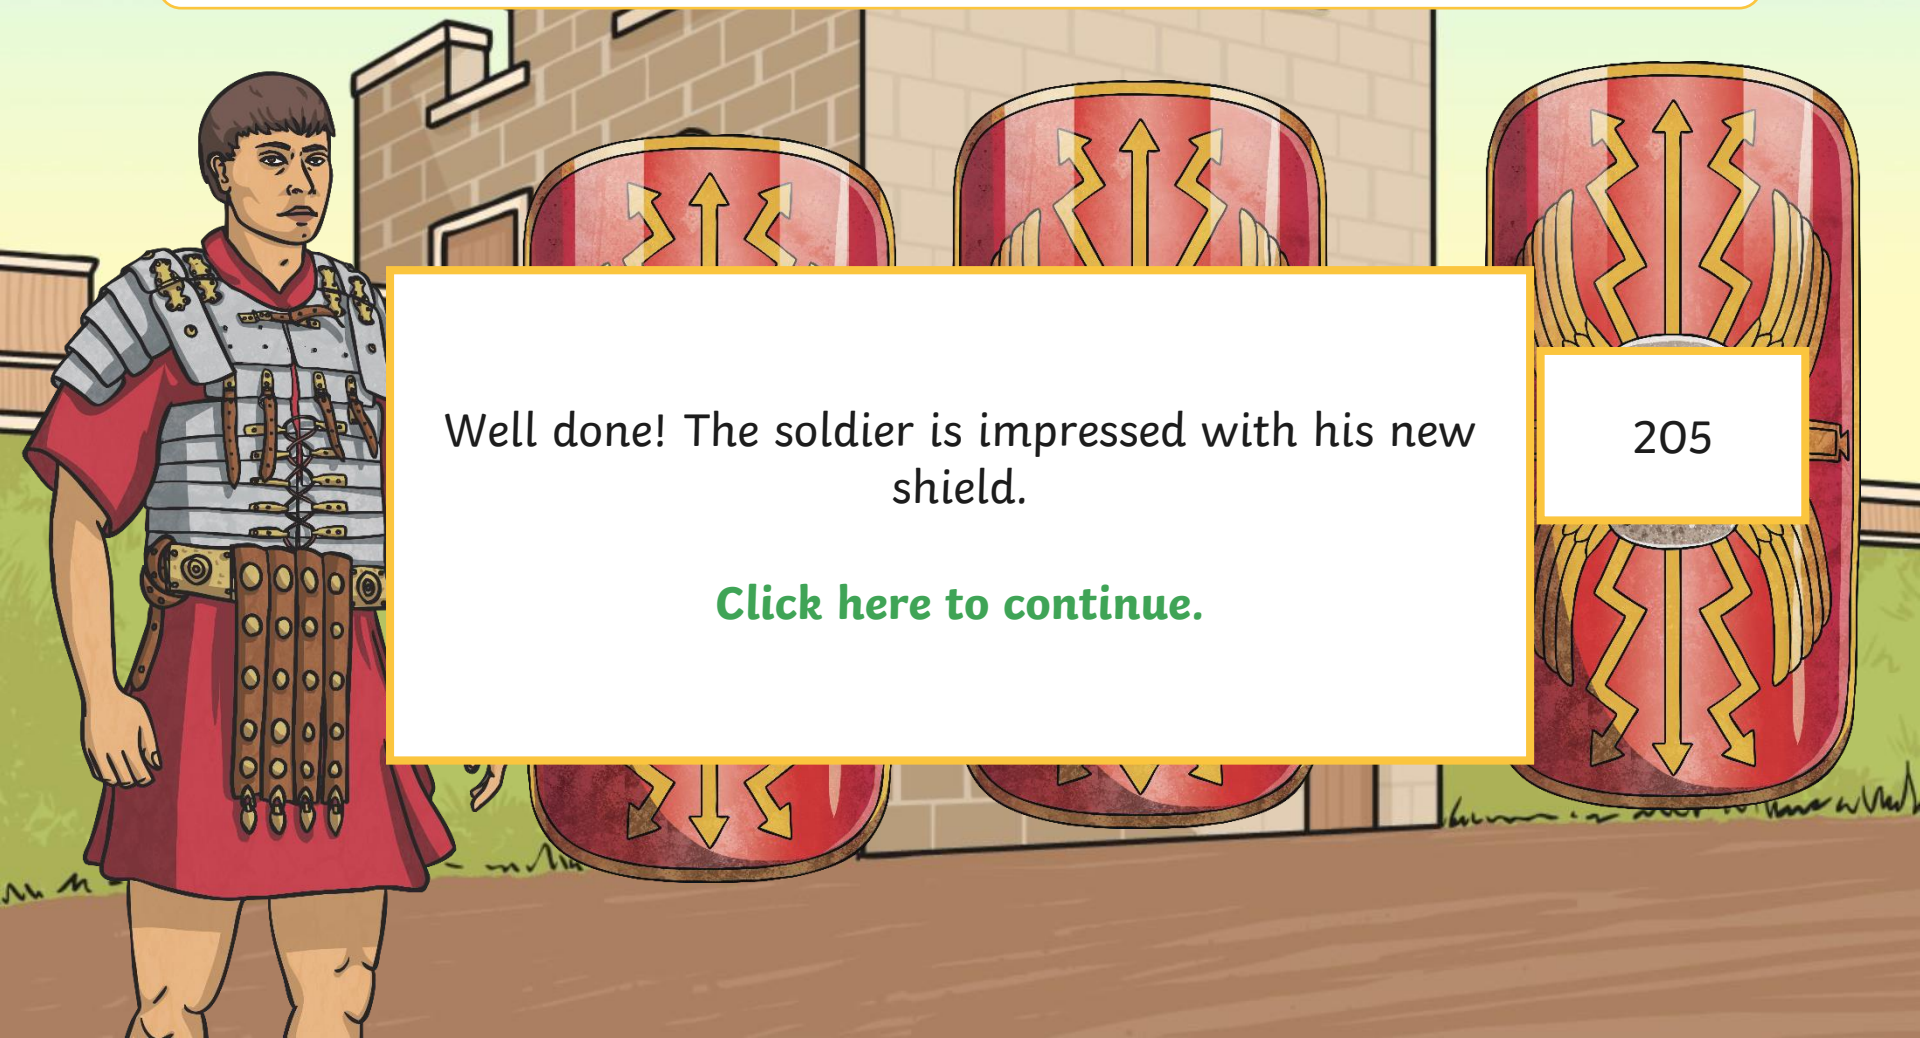 Well done! The soldier is impressed with his new
shield.
205
Click here to continue.